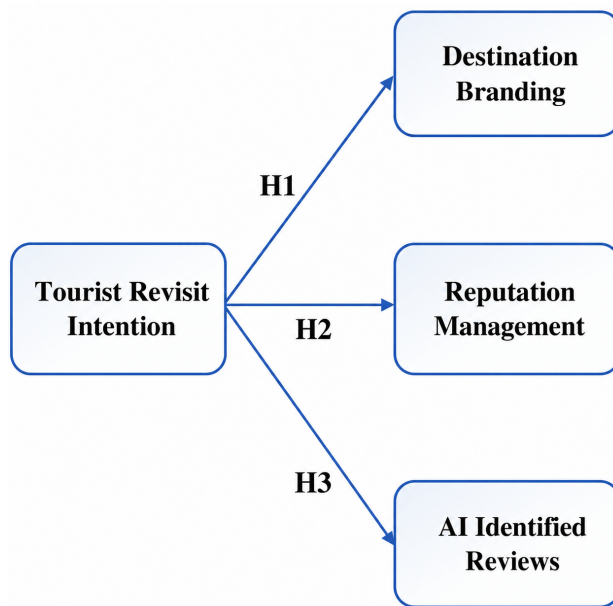 Destination
Branding
H1
Tourist Revisit
Intention
H2
Reputation
Management
H3
AI Identified
Reviews